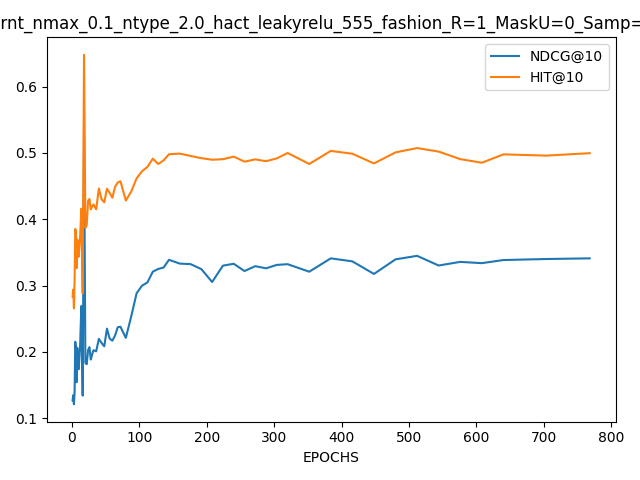 rnt_nmax_0.1_ntype_2.0_hact_leakyrelu_555_fashion_R=1_MaskU=0_Samp=
NDCG@10
HIT@10
0.6
0.5
0.4
0.3
0.2
0.1
0 100 200 300 400 500 600 700 800
EPOCHS